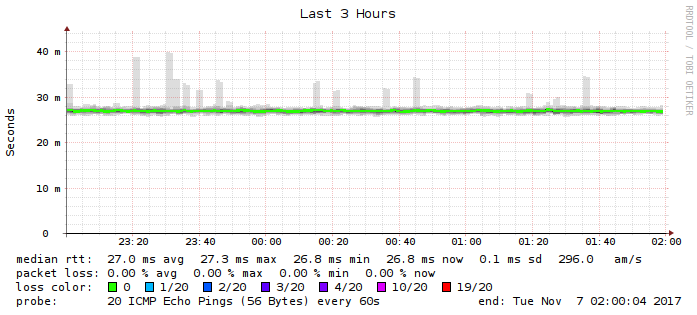 Last 3 Hours
RRDTOOL / TOBI OETIKER
Seconds
40 m
30 m
20 m
10 m
0
23:20 23:40 00:00 00:20 00:40 01:00 01:20 01:40 02:00
median rtt: 27.0 ms avg 27.3 ms max 26.8 ms min 26.8 ms now 0.1 ms sd 296.0 am/s
packet loss: 0.00 % avg 0.00 % max 0.00 % min 0.00 % now
loss color: 0 1/20 2/20 3/20 4/20 10/20 19/20
probe: 20 ICMP Echo Pings (56 Bytes) every 60s end: Tue Nov 7 02:00:04 2017